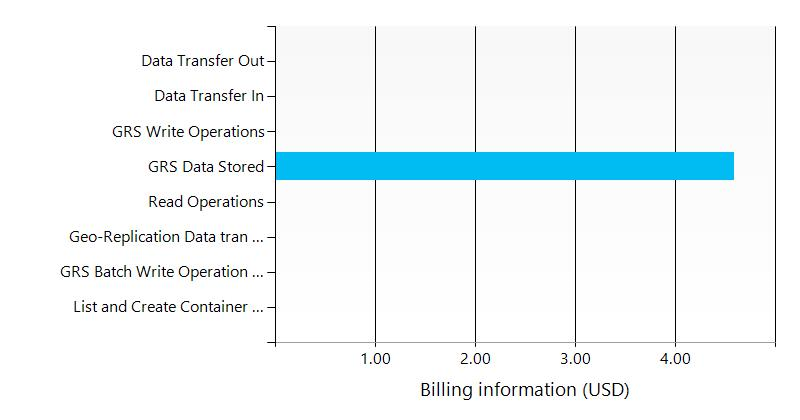 Data Transfer Out
Data Transfer In
GRS Write Operations
GRS Data Stored
Read Operations
Geo-Replication Data tran ...
GRS Batch Write Operation ...
List and Create Container ...
1.00 2.00 3.00 4.00
Billing information (USD)